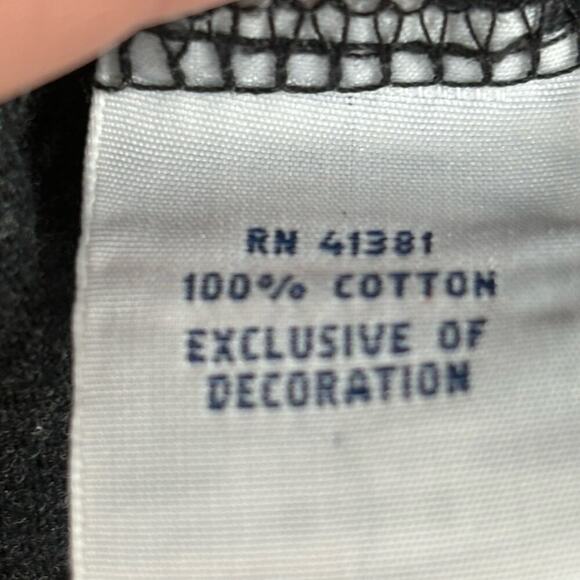 RN 41381
100% COTTON
EXCLUSIVE OF
DECORATION